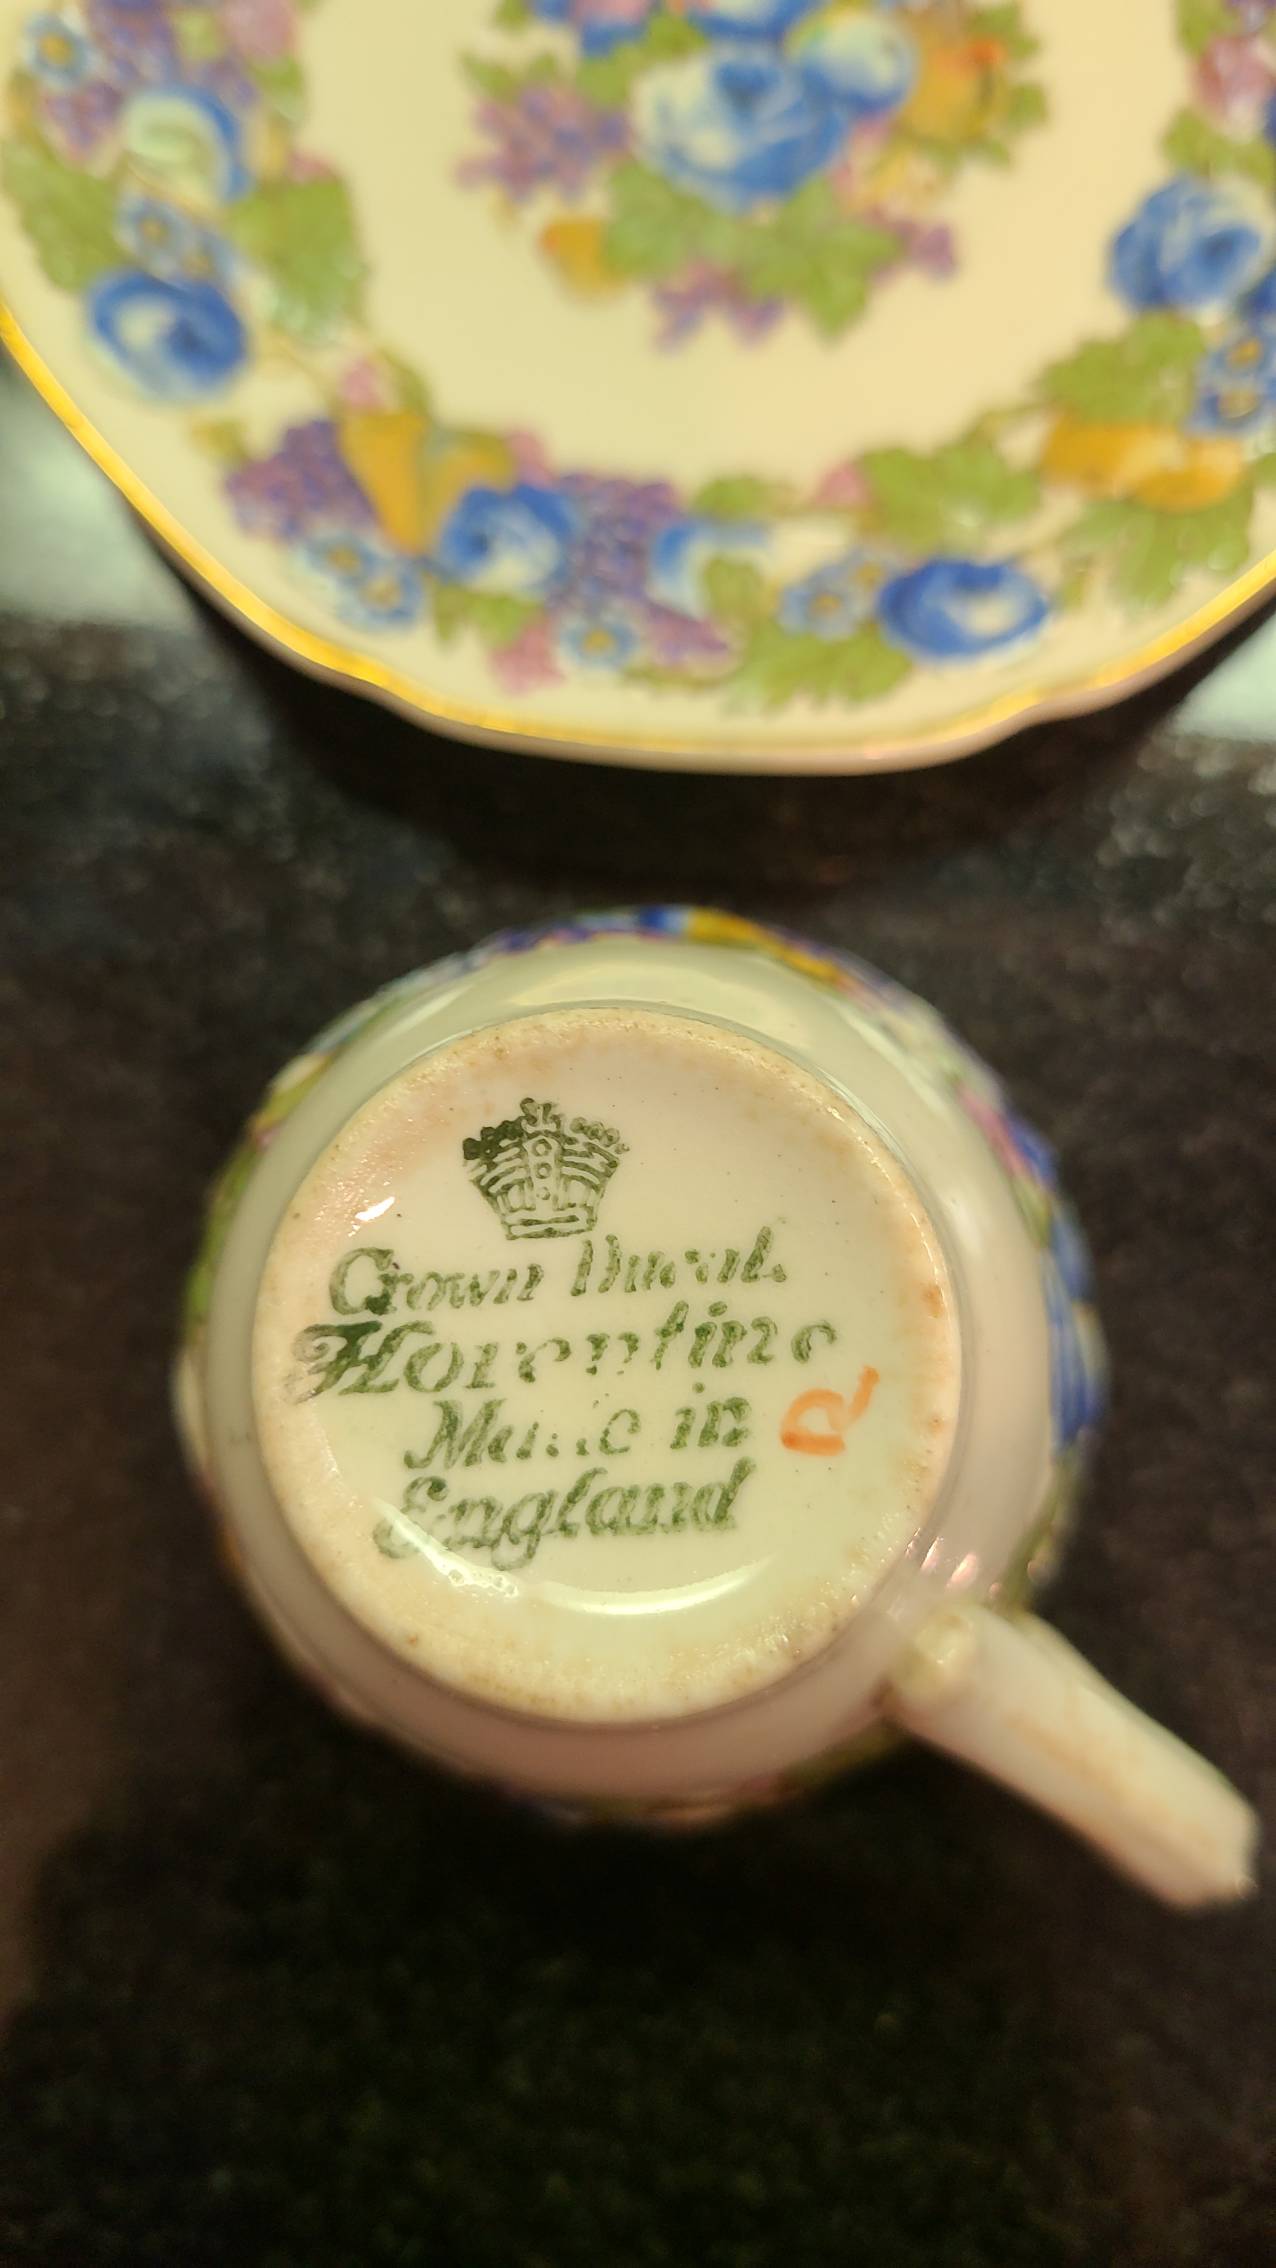 Crown Ducal
Florentine
Made in
England